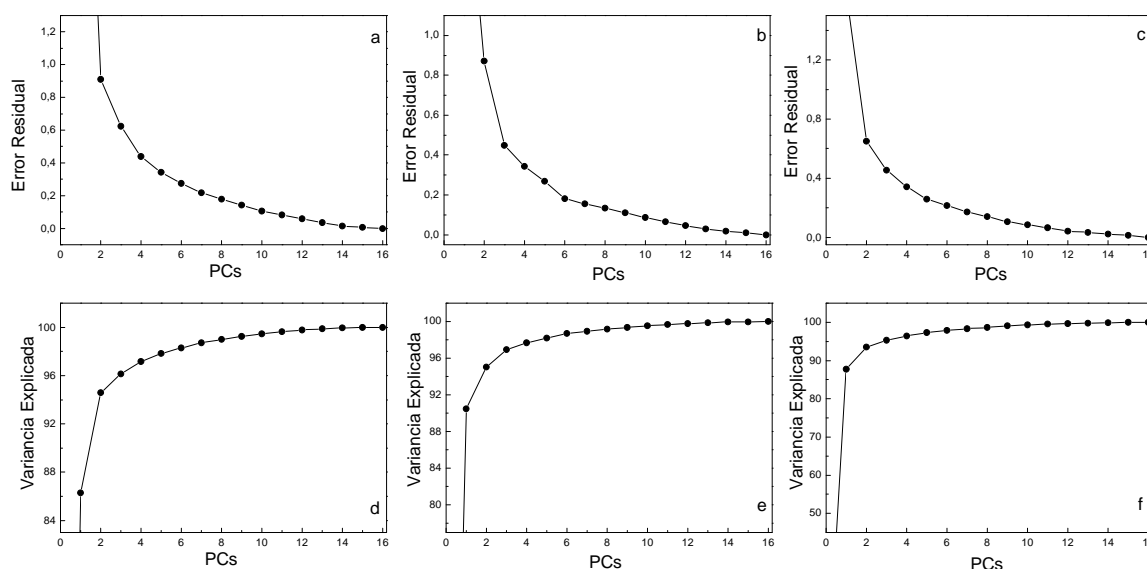 a
1,2
1,0
0,8
0,6
0,4
0,2
0,0
Error Residual
0 2 4 6 8 10 12 14 16
PCs
b
1,0
0,8
0,6
0,4
0,2
0,0
Error Residual
0 2 4 6 8 10 12 14 16
PCs
c
1,2
0,8
0,4
0,0
Error Residual
0 2 4 6 8 10 12 14 16
PCs
100
96
92
88
84
Variancia Explicada
d
0 2 4 6 8 10 12 14 16
PCs
100
96
92
88
84
80
Variancia Explicada
e
0 2 4 6 8 10 12 14 16
PCs
100
90
80
70
60
50
Variancia Explicada
f
0 2 4 6 8 10 12 14 16
PCs